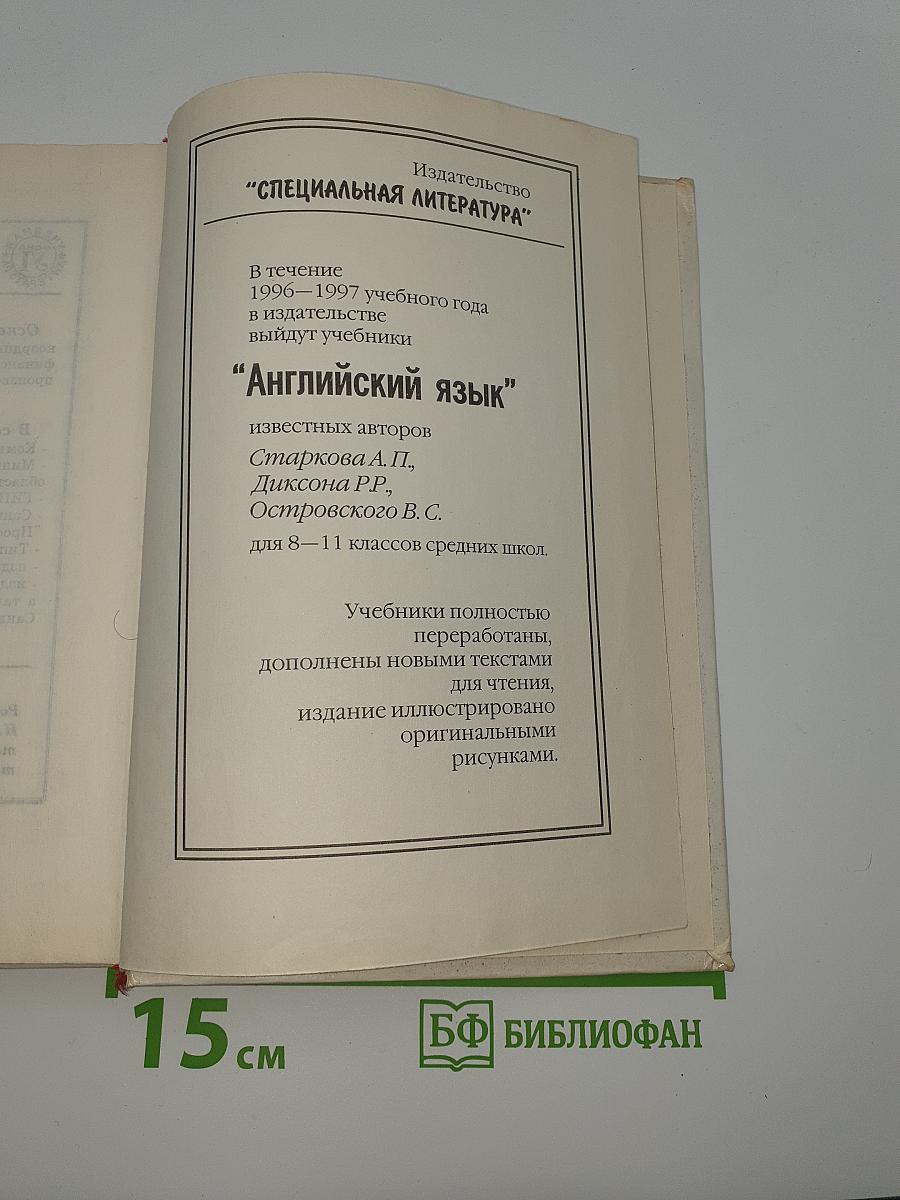 Издательство
"СПЕЦИАЛЬНАЯ ЛИТЕРАТУРА"
В течение
1996—1997 учебного года
в издательстве
выйдут учебники
"Английский язык"
известных авторов
Старкова А.П.,
Диксона Р.Р.,
Островского В.С.
для 8—11 классов средних школ.
Учебники полностью
переработаны,
дополнены новыми текстами
для чтения,
издание иллюстрировано
оригинальными
рисунками.
15 см
БФ БИБЛИОФАН